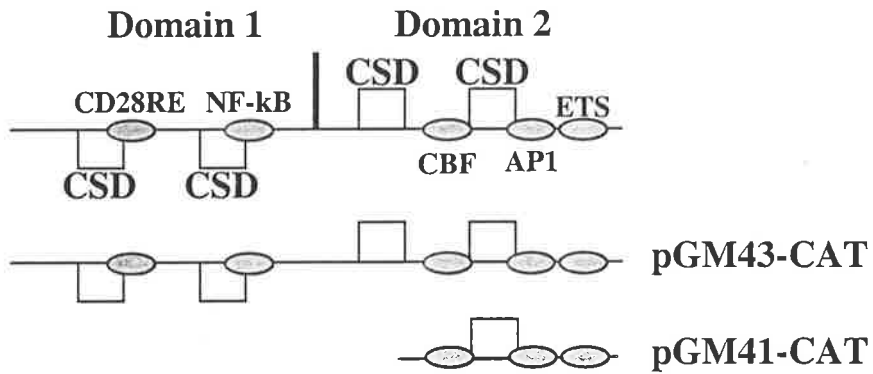 Domain 1 Domain 2
CSD CSD
CD28RE NF-kB ETS
CBF AP1
CSD CSD
pGM43-CAT
pGM41-CAT